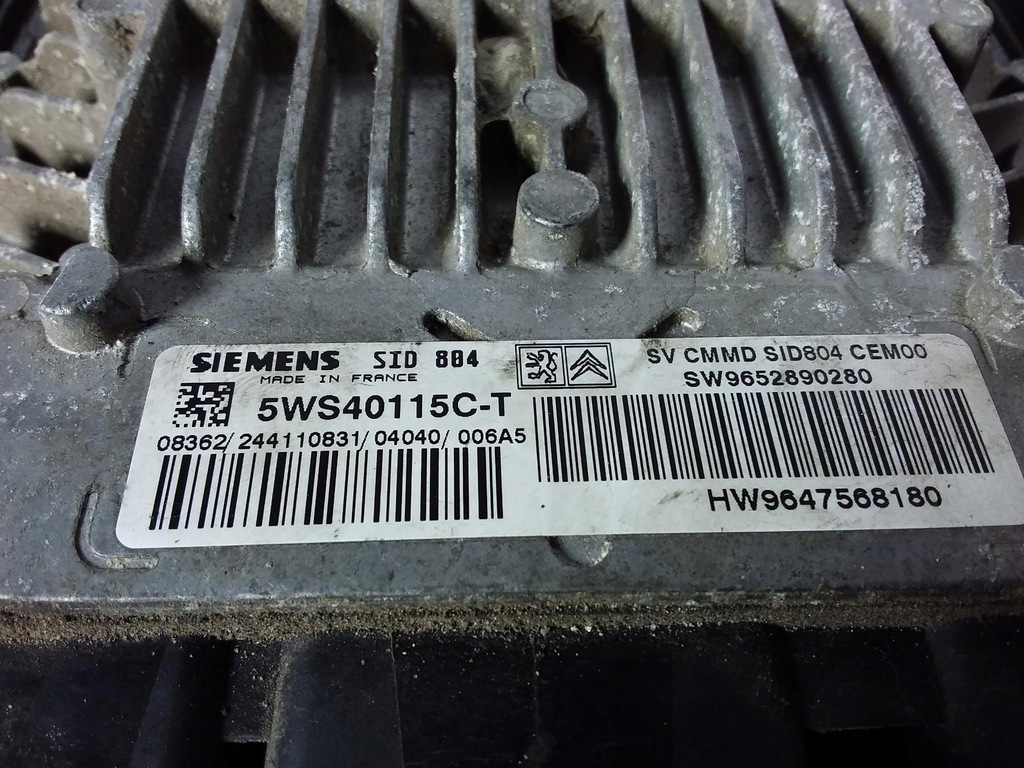 SIEMENS SID 804
MADE IN FRANCE
5WS40115C-T
08362/244110831/04040/006A5
SV CMMD SID804 CEM00
SW9652890280
HW9647568180